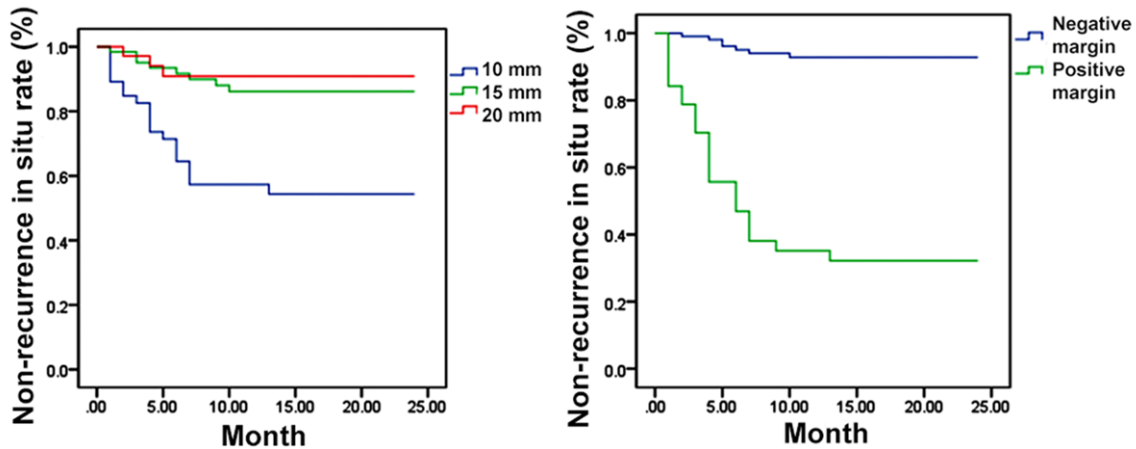 Non-recurrence in situ rate (%)
1.0
0.8
0.6
0.4
0.2
0.0
.00 5.00 10.00 15.00 20.00 25.00
Month
10 mm
15 mm
20 mm
Non-recurrence in situ rate (%)
1.0
0.8
0.6
0.4
0.2
0.0
.00 5.00 10.00 15.00 20.00 25.00
Month
Negative
margin
Positive
margin